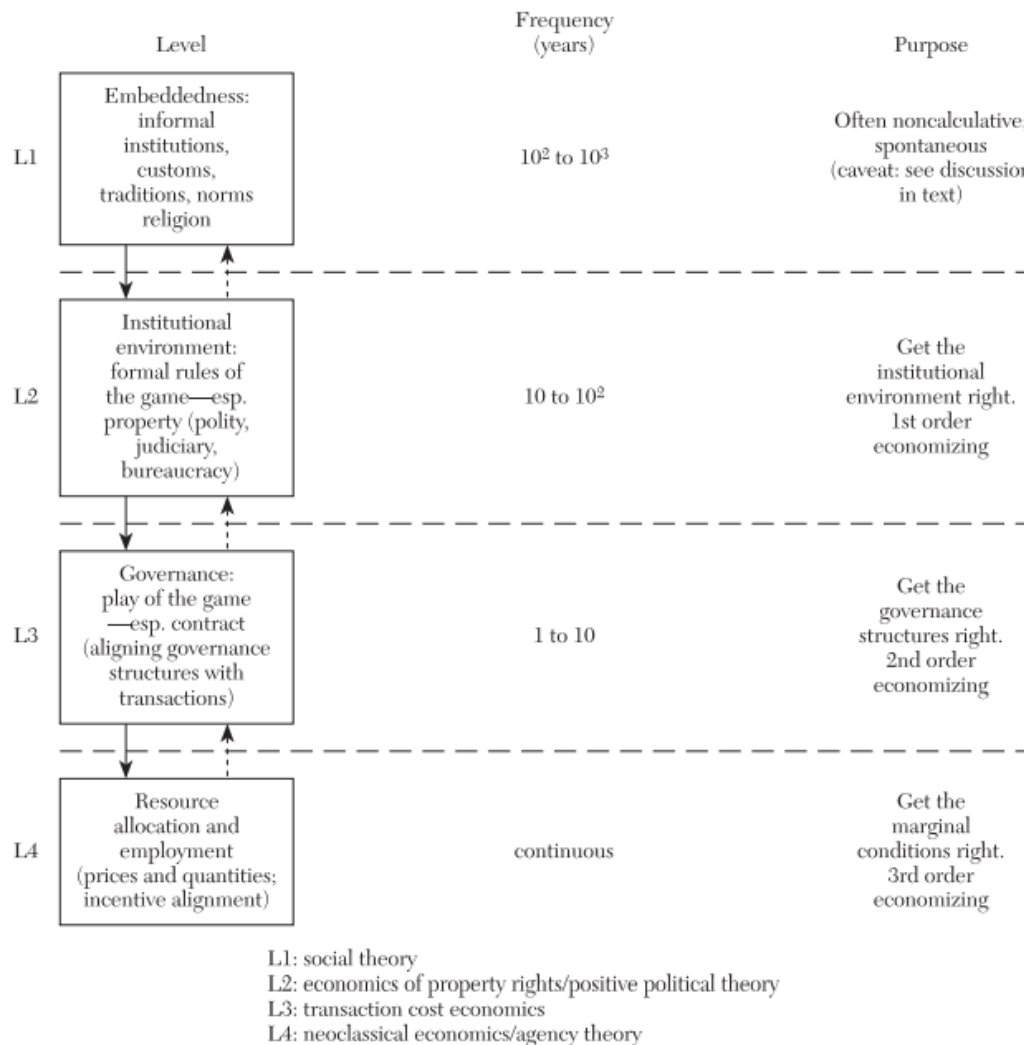 Level
Frequency
(years)
Purpose
L1
Embeddedness:
informal
institutions,
customs,
traditions, norms
religion
10² to 10³
Often noncalculative;
spontaneous
(caveat: see discussion
in text)
L2
Institutional
environment:
formal rules of
the game—esp.
property (polity,
judiciary,
bureaucracy)
10 to 10²
Get the
institutional
environment right.
1st order
economizing
L3
Governance:
play of the game
—esp. contract
(aligning governance
structures with
transactions)
1 to 10
Get the
governance
structures right.
2nd order
economizing
L4
Resource
allocation and
employment
(prices and quantities;
incentive alignment)
continuous
Get the
marginal
conditions right.
3rd order
economizing
L1: social theory
L2: economics of property rights/positive political theory
L3: transaction cost economics
L4: neoclassical economics/agency theory